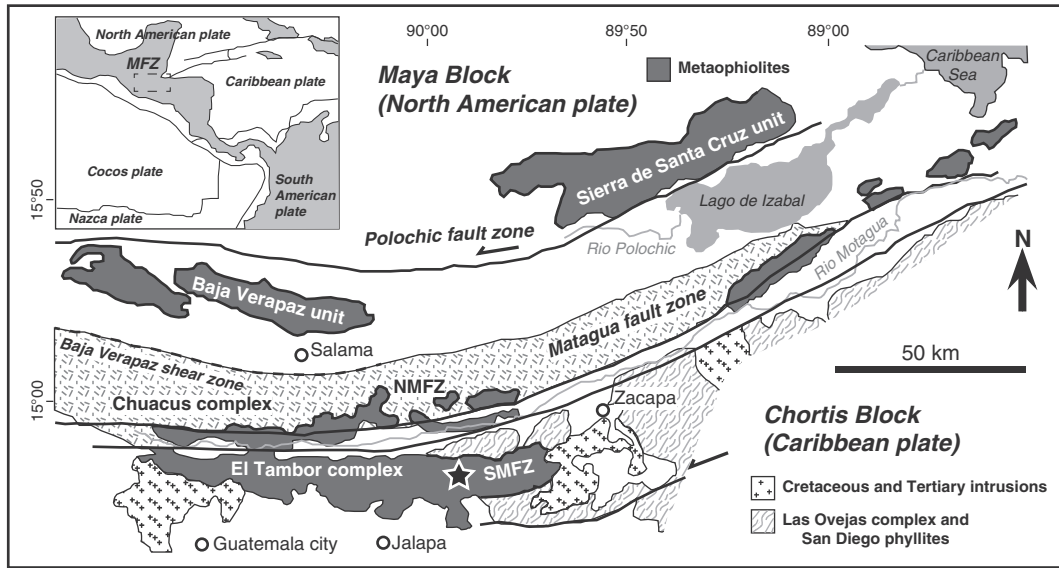 North American plate
MFZ
Caribbean plate
Cocos plate
South
American
plate
Nazca plate
90°00
89°50
89°00
15°50
15°00
Maya Block
(North American plate)
Metaophiolites
Caribbean
Sea
Sierra de Santa Cruz unit
Lago de Izabal
Polochic fault zone
Rio Polochic
Rio Motagua
N
Baja Verapaz unit
Matagua fault zone
Salama
50 km
Baja Verapaz shear zone
NMFZ
Chuacus complex
Zacapa
Chortis Block
(Caribbean plate)
El Tambor complex
SMFZ
Cretaceous and Tertiary intrusions
Las Ovejas complex and
San Diego phyllites
Guatemala city
Jalapa